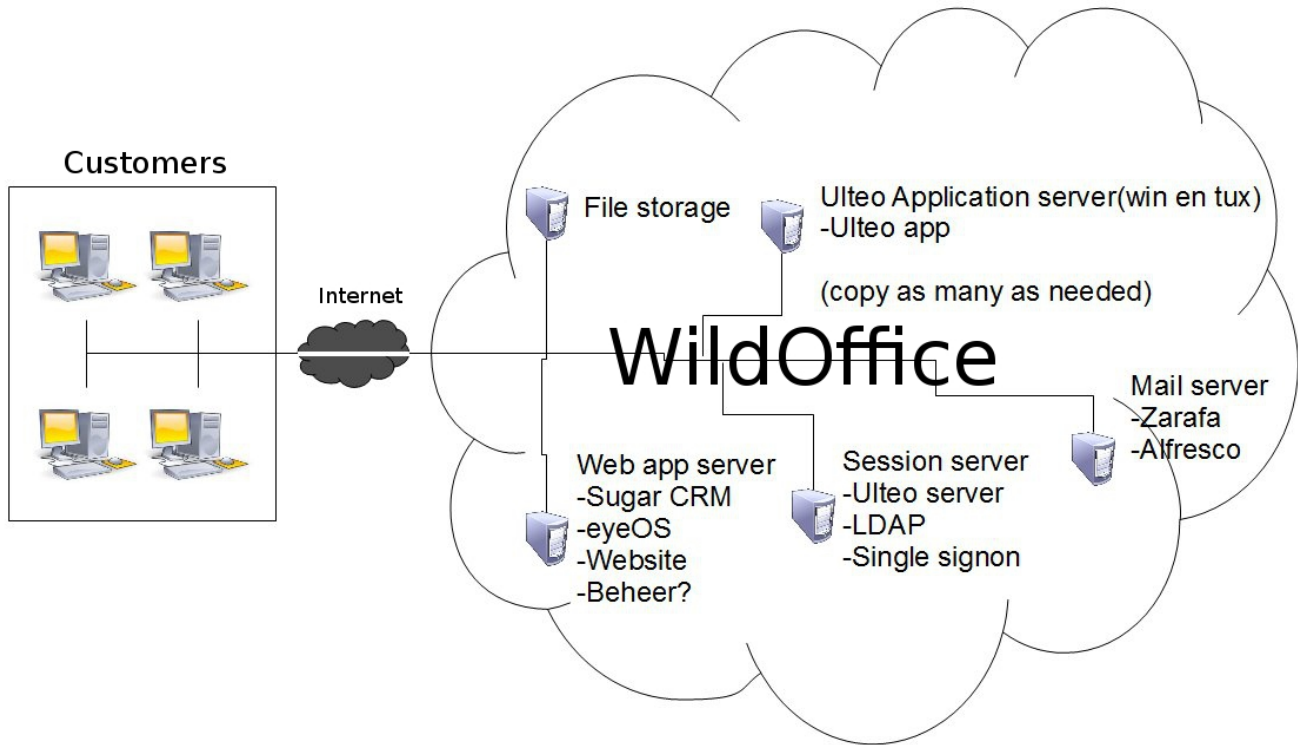 Customers
Internet
File storage
Ulteo Application server(win en tux)
-Ulteo app
(copy as many as needed)
WildOffice
Mail server
-Zarafa
-Alfresco
Web app server
-Sugar CRM
-eyeOS
-Website
-Beheer?
Session server
-Ulteo server
-LDAP
-Single signon